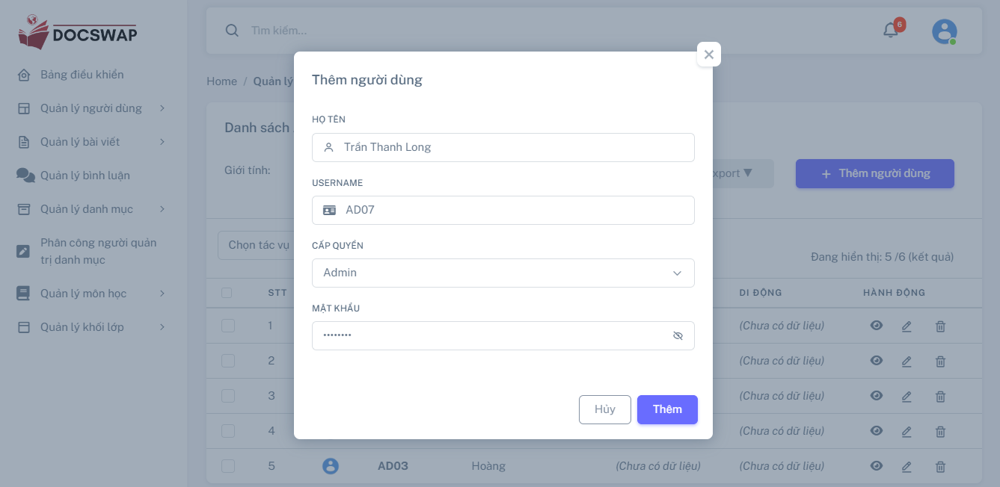 DOCSWAP
Tìm kiếm...
6
Bảng điều khiển
Quản lý người dùng
Quản lý bài viết
Quản lý bình luận
Quản lý danh mục
Phân công người quản
trị danh mục
Quản lý môn học
Quản lý khối lớp
Home / Quản lý
Danh sách
Giới tính:
xport ▼
+ Thêm người dùng
Chọn tác vụ
Đang hiển thị: 5 /6 (kết quả)
STT DI ĐỘNG HÀNH ĐỘNG
1 (Chưa có dữ liệu)
2 (Chưa có dữ liệu)
3 (Chưa có dữ liệu)
4 (Chưa có dữ liệu)
5 AD03 Hoàng (Chưa có dữ liệu) (Chưa có dữ liệu)
Thêm người dùng
HỌ TÊN
Trần Thanh Long
USERNAME
AD07
CẤP QUYỀN
Admin
MẬT KHẨU
••••••••
Hủy Thêm